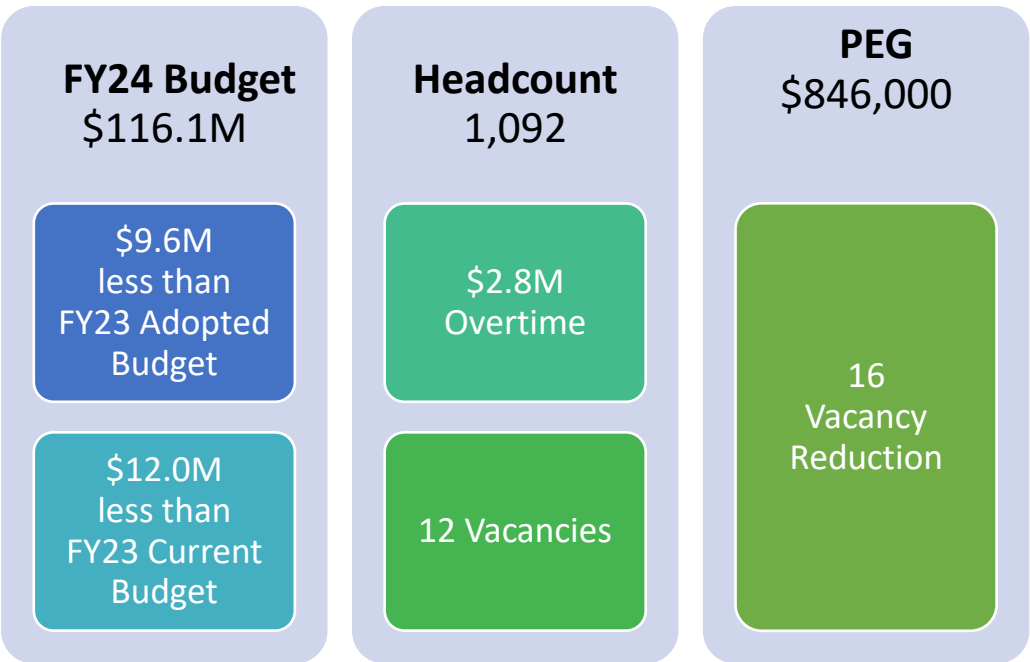 FY24 Budget
$116.1M
$9.6M
less than
FY23 Adopted
Budget
$12.0M
less than
FY23 Current
Budget
Headcount
1,092
$2.8M
Overtime
12 Vacancies
PEG
$846,000
16
Vacancy
Reduction